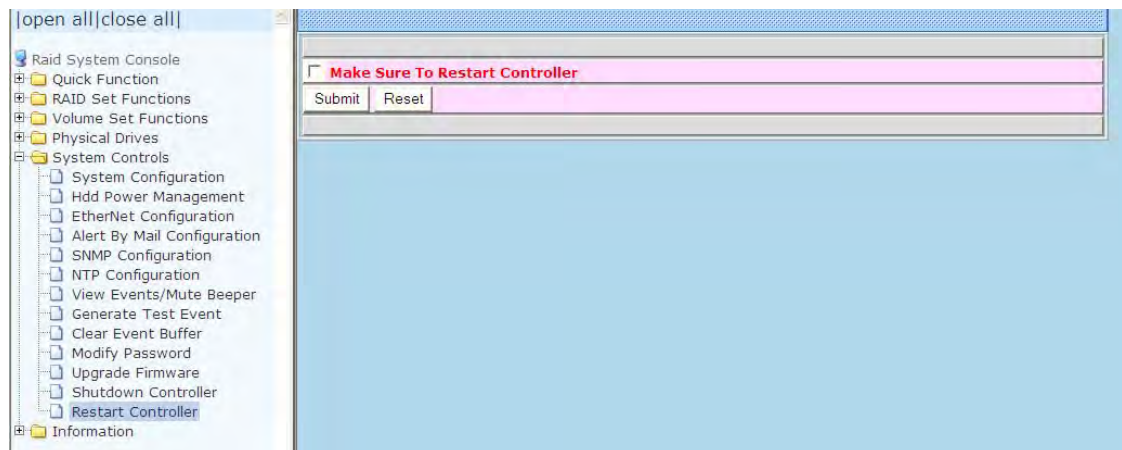 |open all|close all|
Raid System Console
Quick Function
RAID Set Functions
Volume Set Functions
Physical Drives
System Controls
System Configuration
Hdd Power Management
EtherNet Configuration
Alert By Mail Configuration
SNMP Configuration
NTP Configuration
View Events/Mute Beeper
Generate Test Event
Clear Event Buffer
Modify Password
Upgrade Firmware
Shutdown Controller
Restart Controller
Information
Make Sure To Restart Controller
Submit Reset